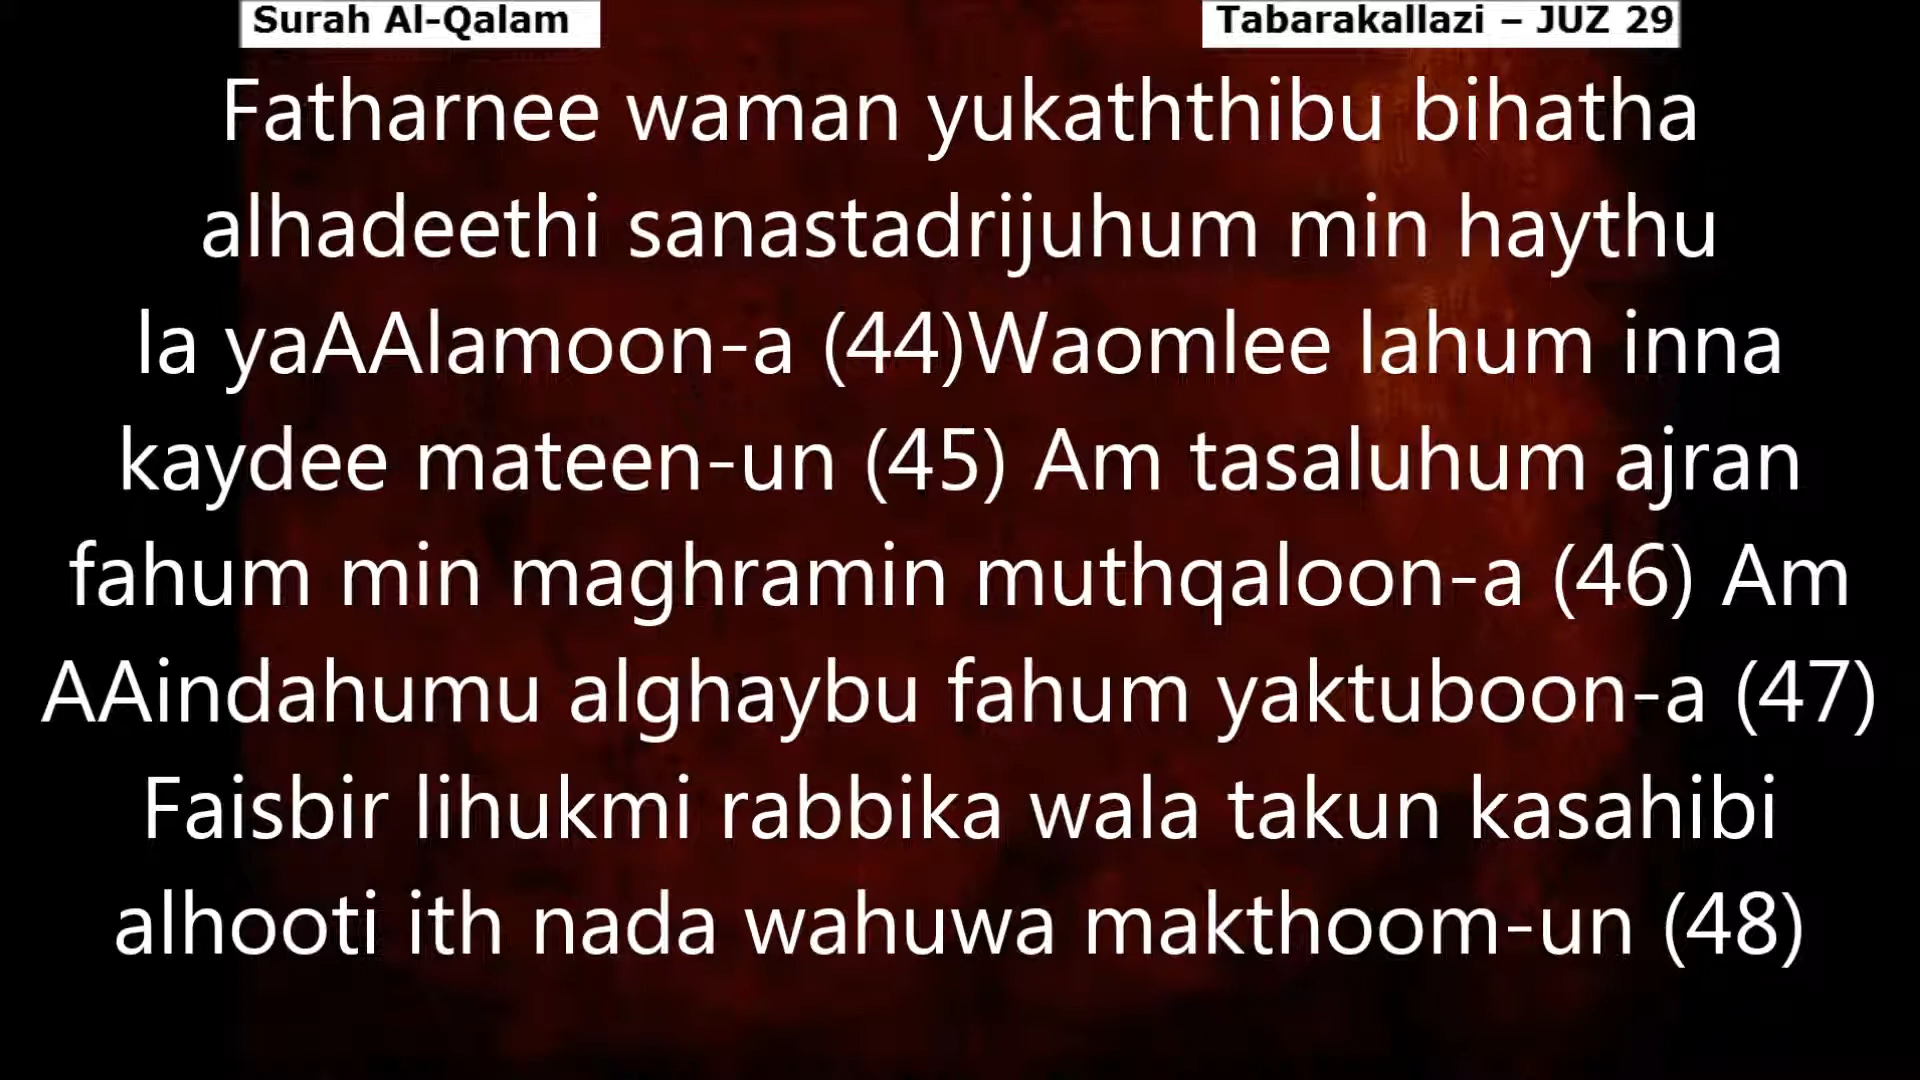 Surah Al-Qalam
Tabarakallazi – JUZ 29
Fatharnee waman yukaththibu bihatha
alhadeethi sanastadrijuhum min haythu
la yaAAlamoon-a (44)Waomlee lahum inna
kaydee mateen-un (45) Am tasaluhum ajran
fahum min maghramin muthqaloon-a (46) Am
AAindahumu alghaybu fahum yaktuboon-a (47)
Faisbir lihukmi rabbika wala takun kasahibi
alhooti ith nada wahuwa makthoom-un (48)